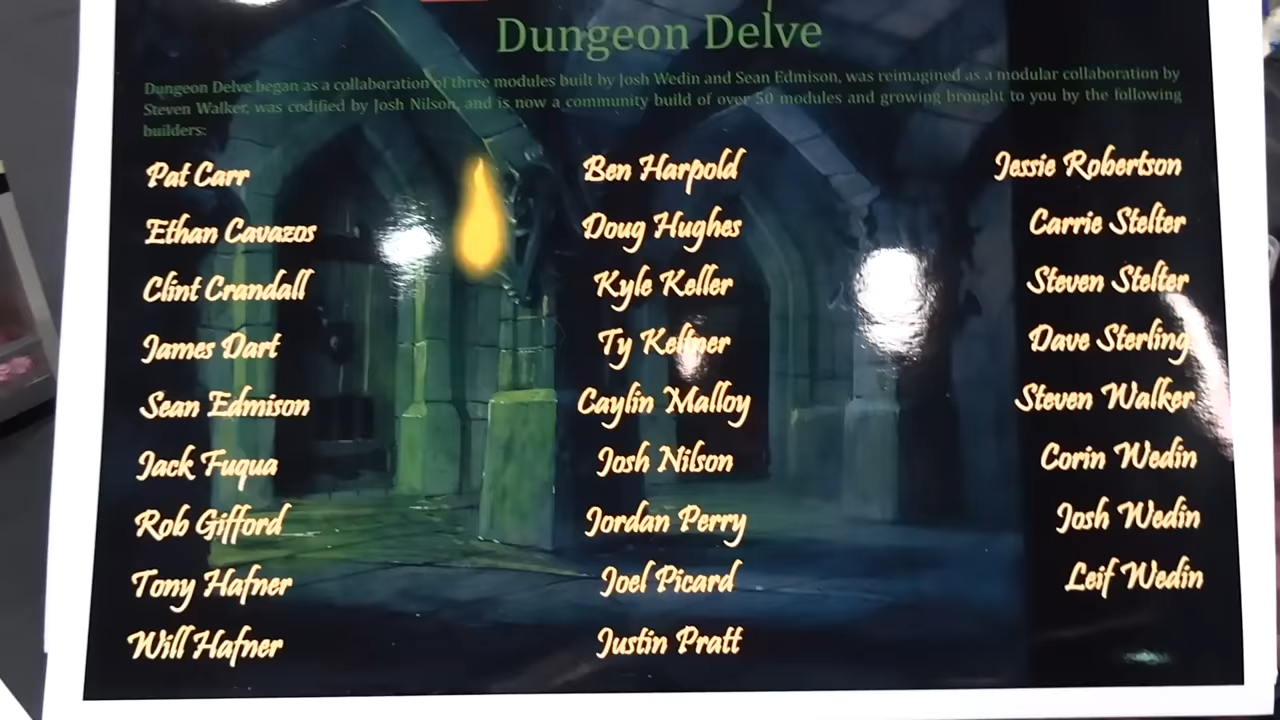 Dungeon Delve
Dungeon Delve began as a collaboration of three modules built by Josh Wedin and Sean Edmison, was reimagined as a modular collaboration by
Steven Walker, was codified by Josh Nilson, and is now a community build of over 50 modules and growing brought to you by the following
builders:
Pat Carr
Ethan Cavazos
Clint Crandall
James Dart
Sean Edmison
Jack Fuqua
Rob Gifford
Tony Hafner
Will Hafner
Ben Harpold
Doug Hughes
Kyle Keller
Ty Keltner
Caylin Malloy
Josh Nilson
Jordan Perry
Joel Picard
Justin Pratt
Jessie Robertson
Carrie Stelter
Steven Stelter
Dave Sterling
Steven Walker
Corin Wedin
Josh Wedin
Leif Wedin